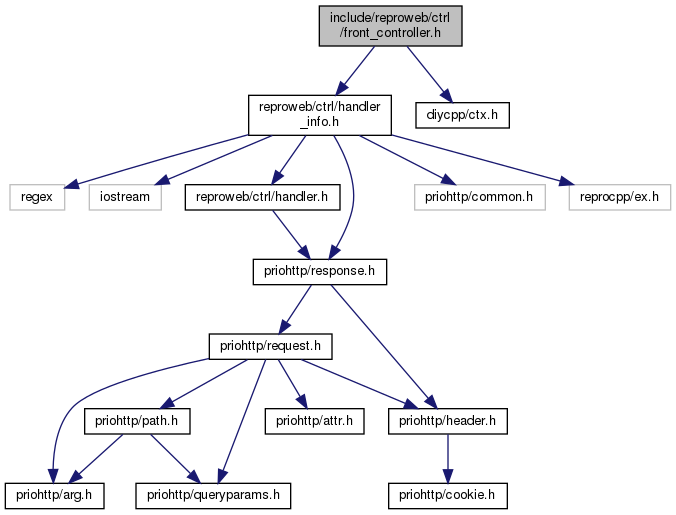 include/reproweb/ctrl
/front_controller.h
reproweb/ctrl/handler
_info.h
diycpp/ctx.h
regex
iostream
reproweb/ctrl/handler.h
priohttp/common.h
reprocpp/ex.h
priohttp/response.h
priohttp/request.h
priohttp/path.h
priohttp/attr.h
priohttp/header.h
priohttp/arg.h
priohttp/queryparams.h
priohttp/cookie.h